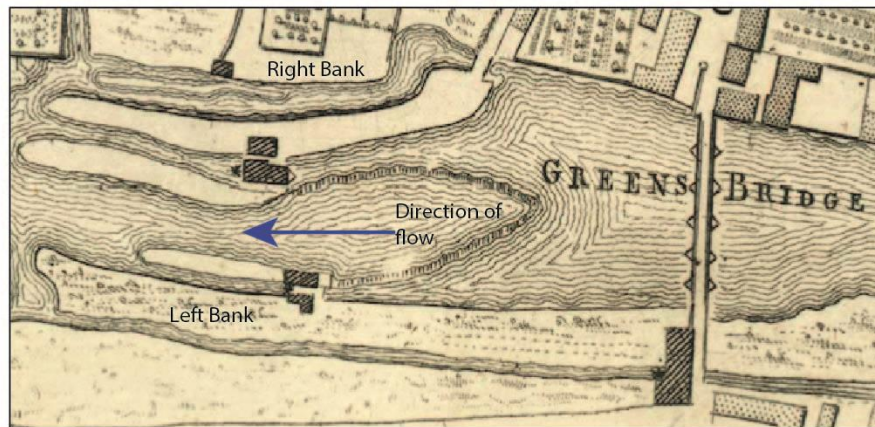 Right Bank
GREENS BRIDGE
Direction of
flow
Left Bank